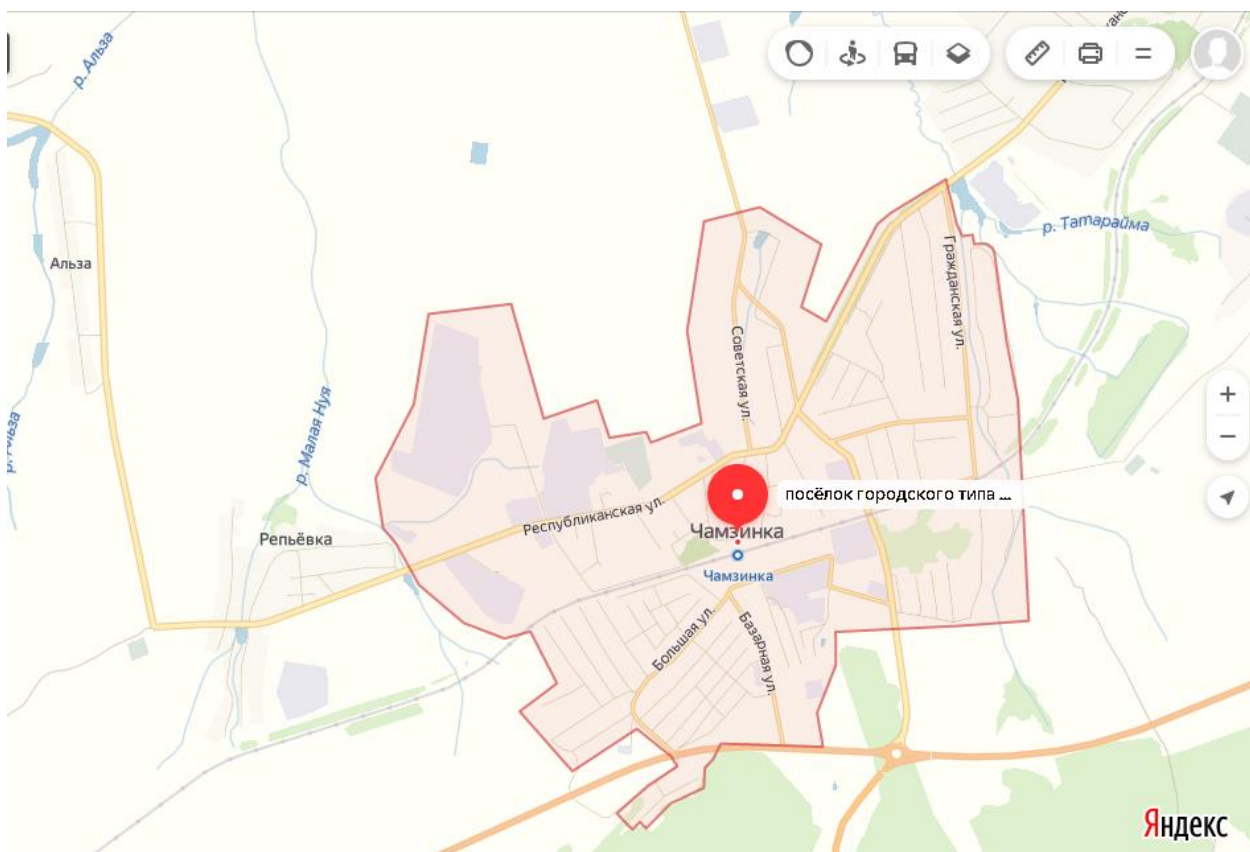 р. Альза
р. Татарайма
Альза
Гражданская ул.
Советская ул.
р. Малая Нуя
посёлок городского типа ...
Республиканская ул.
Чамзинка
Репьёвка
Чамзинка
Большая ул.
Базарная ул.
Яндекс